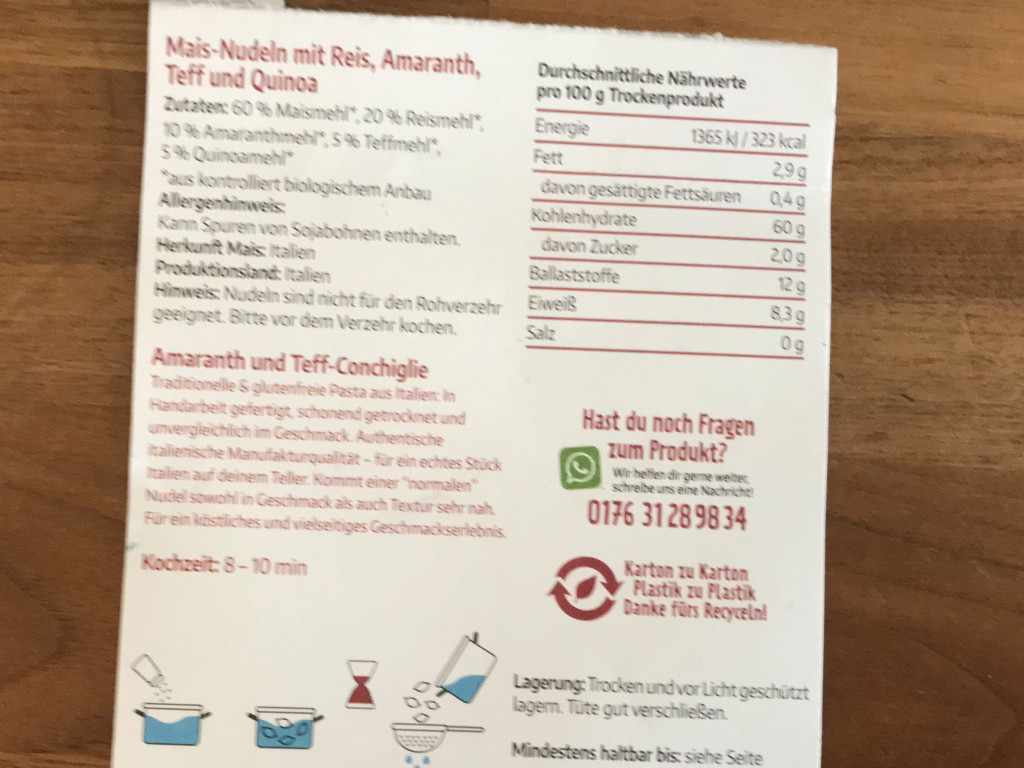 Mais-Nudeln mit Reis, Amaranth,
Teff und Quinoa
Zutaten: 60 % Maismehl*, 20 % Reismehl*,
10 % Amaranthmehl*, 5 % Teffmehl*,
5 % Quinoamehl*
*aus kontrolliert biologischem Anbau
Allergenhinweis:
Kann Spuren von Sojabohnen enthalten.
Herkunft Mais: Italien
Produktionsland: Italien
Hinweis: Nudeln sind nicht für den Rohverzehr
geeignet. Bitte vor dem Verzehr kochen.
Amaranth und Teff-Conchiglie
Traditionelle & glutenfreie Pasta aus Italien: In
Handarbeit gefertigt, schonend getrocknet und
unvergleichlich im Geschmack. Authentische
italienische Manufakturqualität – für ein echtes Stück
Italien auf deinem Teller. Kommt einer "normalen"
Nudel sowohl in Geschmack als auch Textur sehr nah.
Für ein köstliches und vielseitiges Geschmackserlebnis.
Kochzeit: 8 – 10 min
Durchschnittliche Nährwerte
pro 100 g Trockenprodukt
Energie 1365 kJ / 323 kcal
Fett 2,9 g
davon gesättigte Fettsäuren 0,4 g
Kohlenhydrate 60 g
davon Zucker 2,0 g
Ballaststoffe 12 g
Eiweiß 8,3 g
Salz 0 g
Hast du noch Fragen
zum Produkt?
Wir helfen dir gerne weiter,
schreibe uns eine Nachricht!
0176 31 28 98 34
Karton zu Karton
Plastik zu Plastik
Danke fürs Recyceln!
Lagerung: Trocken und vor Licht geschützt
lagern. Tüte gut verschließen.
Mindestens haltbar bis: siehe Seite